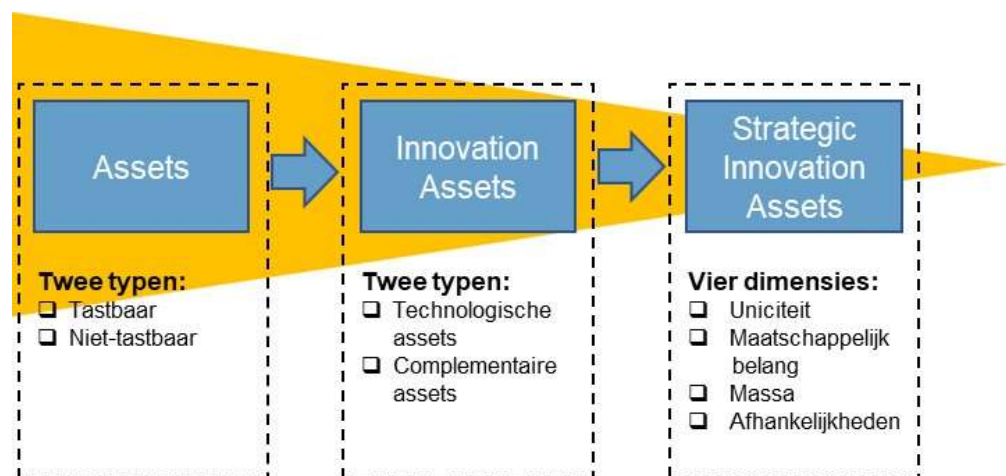 Assets
Twee typen:
❑ Tastbaar
❑ Niet-tastbaar
Innovation
Assets
Twee typen:
❑ Technologische
assets
❑ Complementaire
assets
Strategic
Innovation
Assets
Vier dimensies:
❑ Uniciteit
❑ Maatschappelijk
belang
❑ Massa
❑ Afhankelijkheden